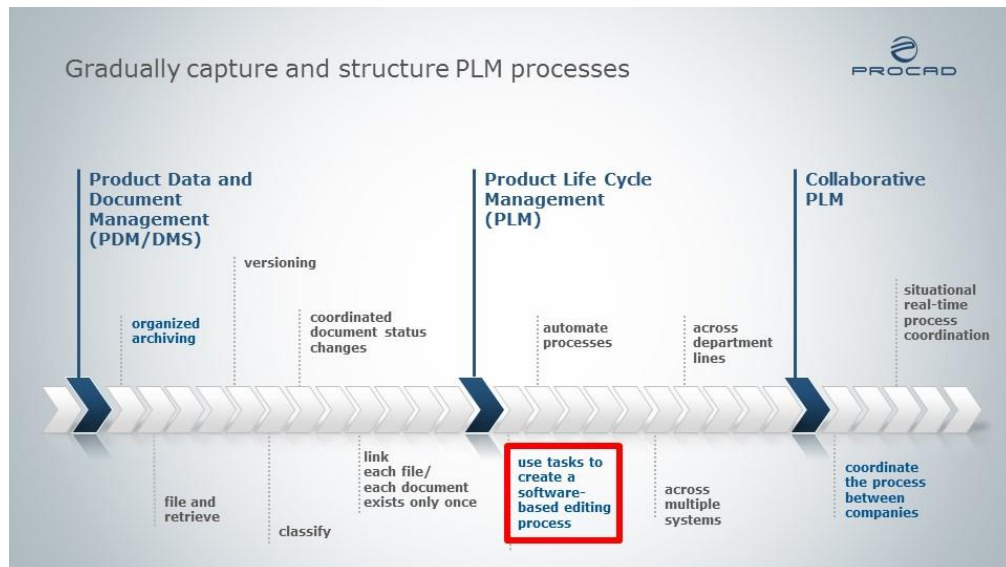 Gradually capture and structure PLM processes
PROCAD
Product Data and
Document
Management
(PDM/DMS)
Product Life Cycle
Management
(PLM)
Collaborative
PLM
versioning
organized
archiving
coordinated
document status
changes
automate
processes
across
department
lines
situational
real-time
process
coordination
file and
retrieve
classify
link
each file/
each document
exists only once
use tasks to
create a
software-
based editing
process
across
multiple
systems
coordinate
the process
between
companies